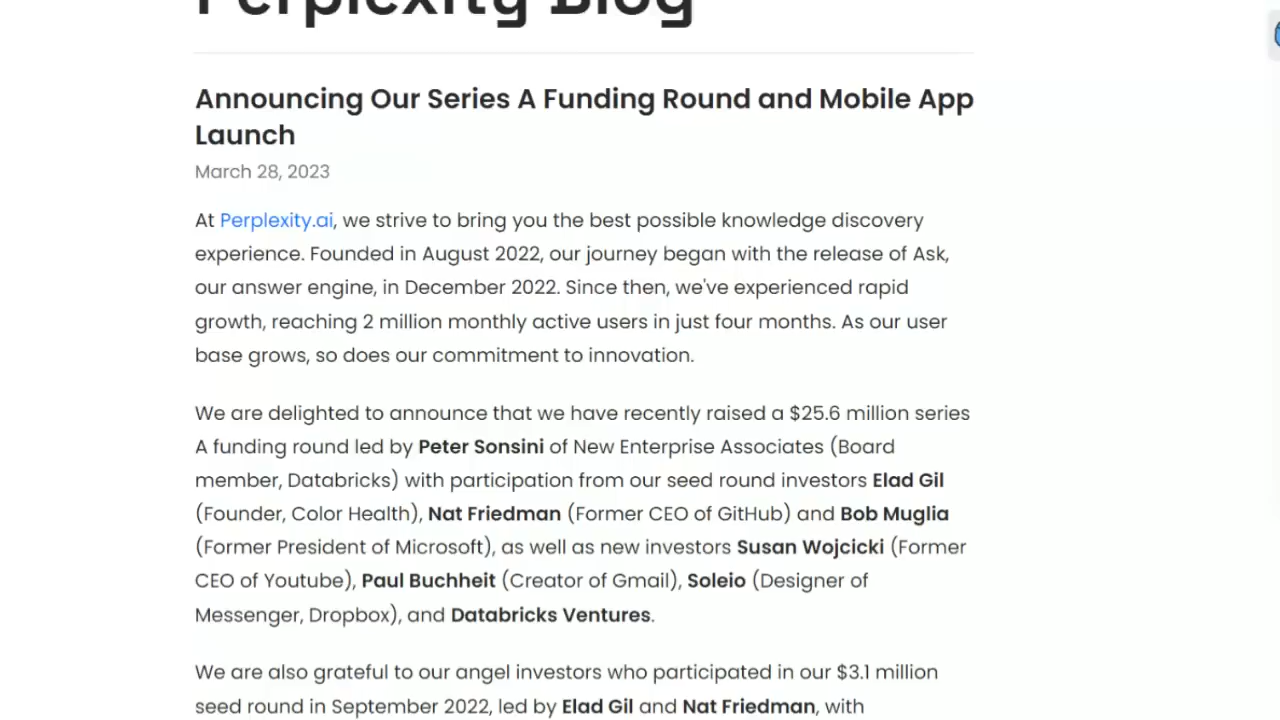 Perplexity Blog
Announcing Our Series A Funding Round and Mobile App
Launch
March 28, 2023
At Perplexity.ai, we strive to bring you the best possible knowledge discovery
experience. Founded in August 2022, our journey began with the release of Ask,
our answer engine, in December 2022. Since then, we've experienced rapid
growth, reaching 2 million monthly active users in just four months. As our user
base grows, so does our commitment to innovation.
We are delighted to announce that we have recently raised a $25.6 million series
A funding round led by Peter Sonsini of New Enterprise Associates (Board
member, Databricks) with participation from our seed round investors Elad Gil
(Founder, Color Health), Nat Friedman (Former CEO of GitHub) and Bob Muglia
(Former President of Microsoft), as well as new investors Susan Wojcicki (Former
CEO of Youtube), Paul Buchheit (Creator of Gmail), Soleio (Designer of
Messenger, Dropbox), and Databricks Ventures.
We are also grateful to our angel investors who participated in our $3.1 million
seed round in September 2022, led by Elad Gil and Nat Friedman, with